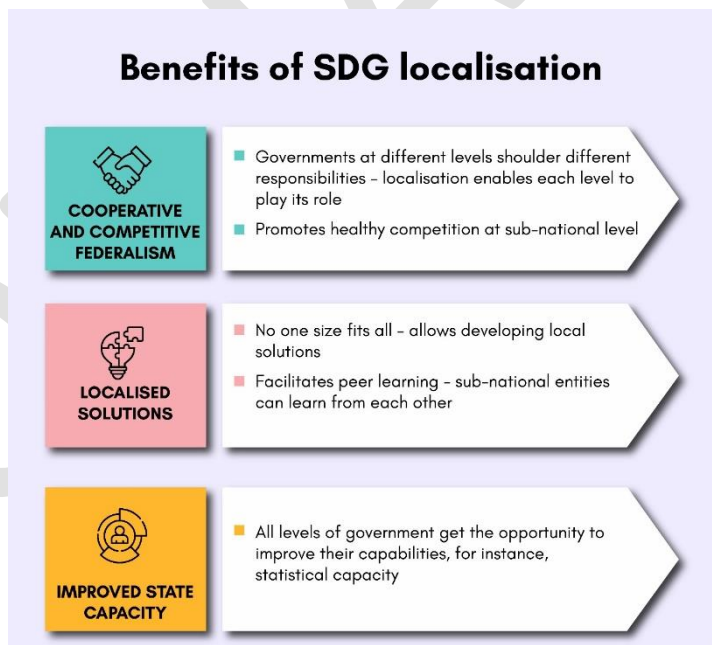 Benefits of SDG localisation
COOPERATIVE
AND COMPETITIVE
FEDERALISM
Governments at different levels shoulder different
responsibilities – localisation enables each level to
play its role
Promotes healthy competition at sub-national level
LOCALISED
SOLUTIONS
No one size fits all – allows developing local
solutions
Facilitates peer learning – sub-national entities
can learn from each other
IMPROVED STATE
CAPACITY
All levels of government get the opportunity to
improve their capabilities, for instance,
statistical capacity